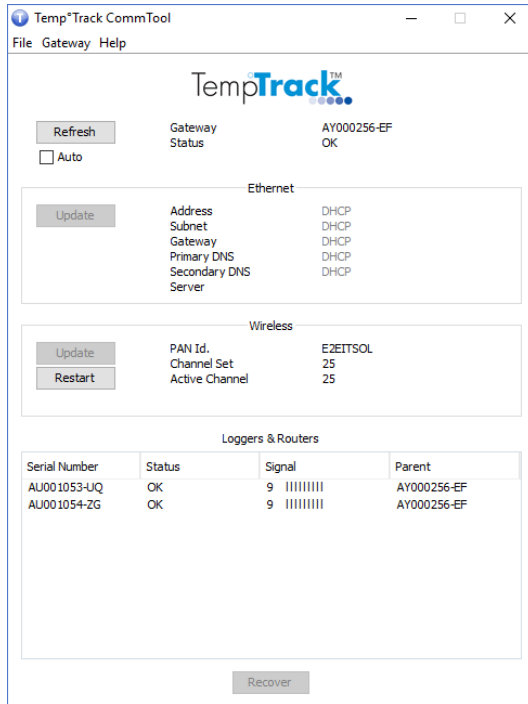 Temp°Track CommTool
File Gateway Help
TempTrack™
Refresh Gateway AY000256-EF
Auto Status OK
Ethernet
Update Address DHCP
Subnet DHCP
Gateway DHCP
Primary DNS DHCP
Secondary DNS DHCP
Server
Wireless
Update PAN Id. E2EITSOL
Channel Set 25
Restart Active Channel 25
Loggers & Routers
Serial Number Status Signal Parent
AU001053-UQ OK 9 ||||||||| AY000256-EF
AU001054-ZG OK 9 ||||||||| AY000256-EF
Recover